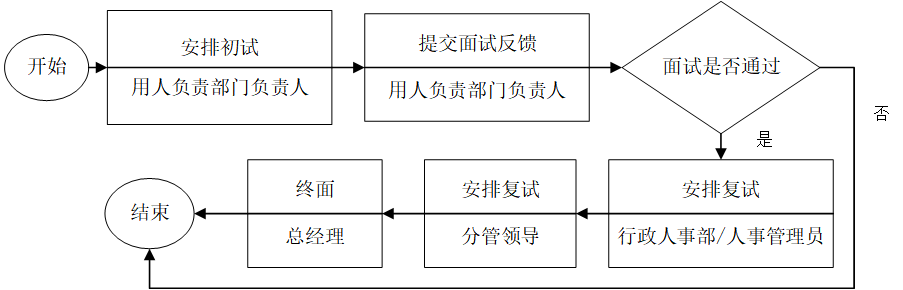 开始
安排初试
用人负责部门负责人
提交面试反馈
用人负责部门负责人
面试是否通过
否
是
安排复试
行政人事部/人事管理员
安排复试
分管领导
终面
总经理
结束